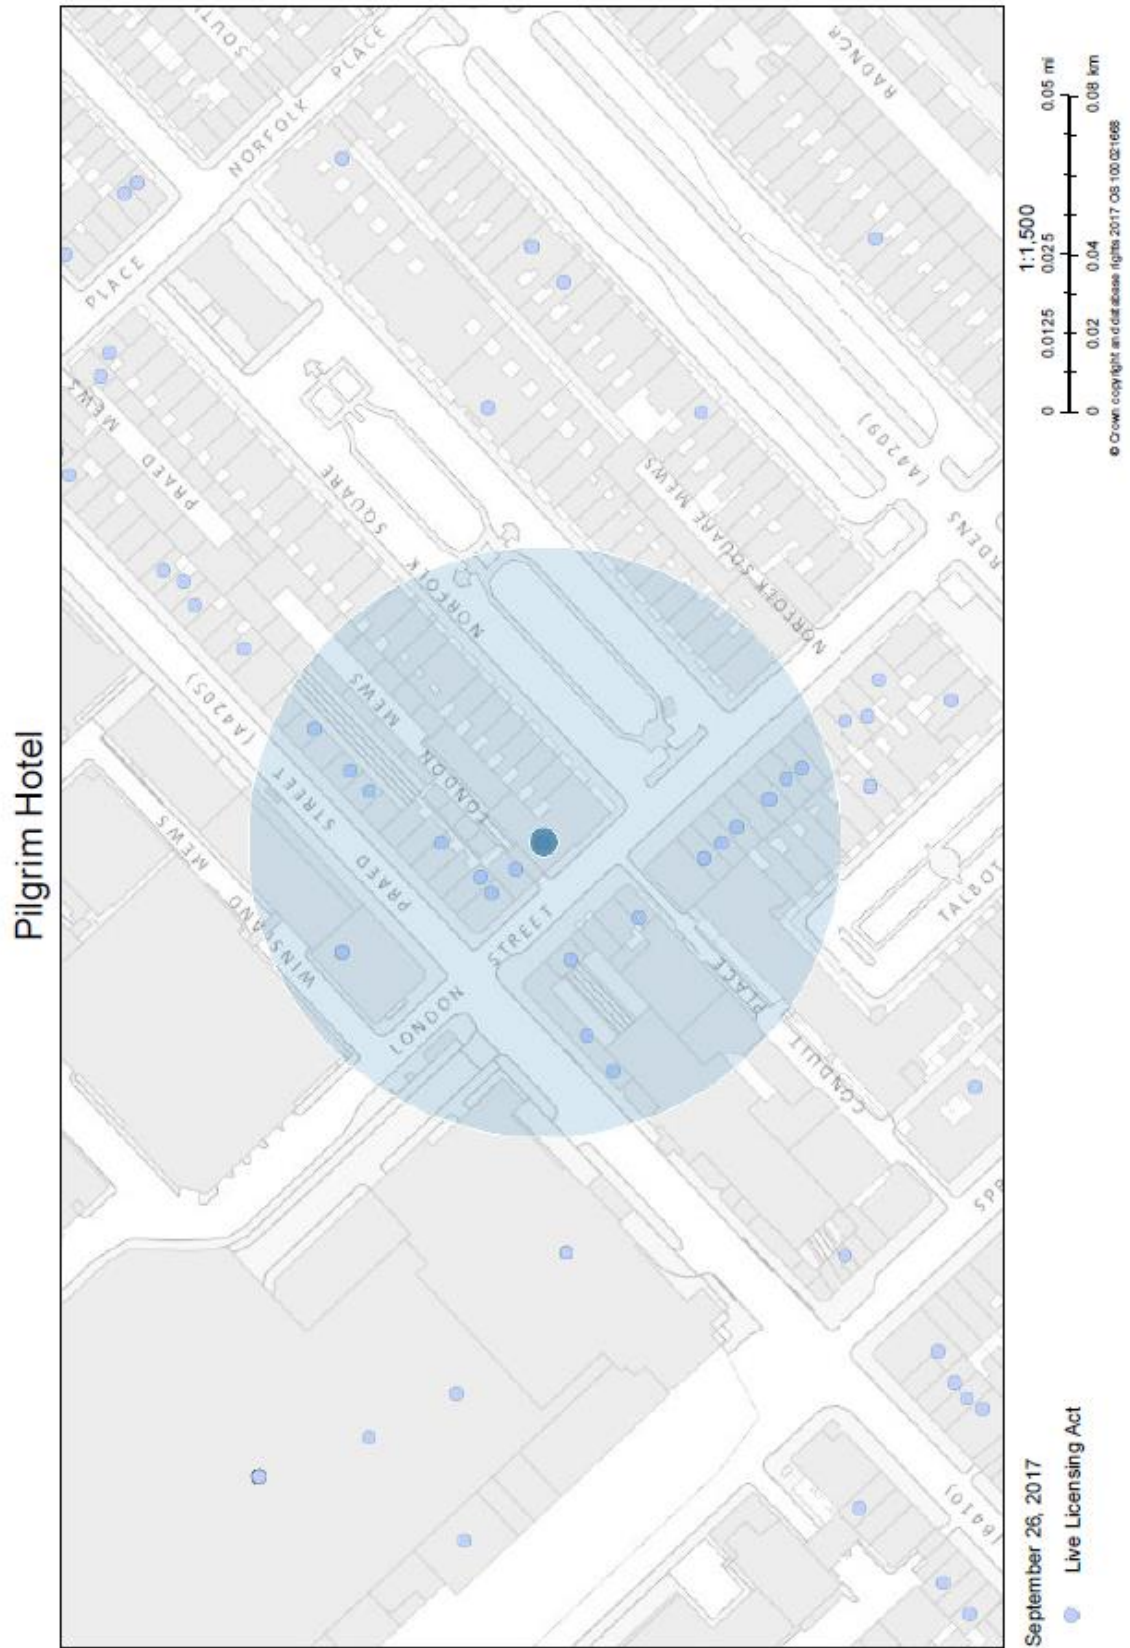 Pilgrim Hotel
NORFOLK PLACE
PLACE
PRAED MEWS
SQUARE
NORFOLK
RADNOR
(A4209)
NORFOLK SQUARE MEWS
(A4205)
PRAED STREET
LONDON MEWS
WINSLAND MEWS
LONDON STREET
CONDUIT PLACE
TALBOT
RDENS
SPR
(B410)
September 26, 2017
Live Licensing Act
1:1,500
0 0.0125 0.025 0.05 mi
0 0.02 0.04 0.08 km
© Crown copyright and database rights 2017 OS 100021668